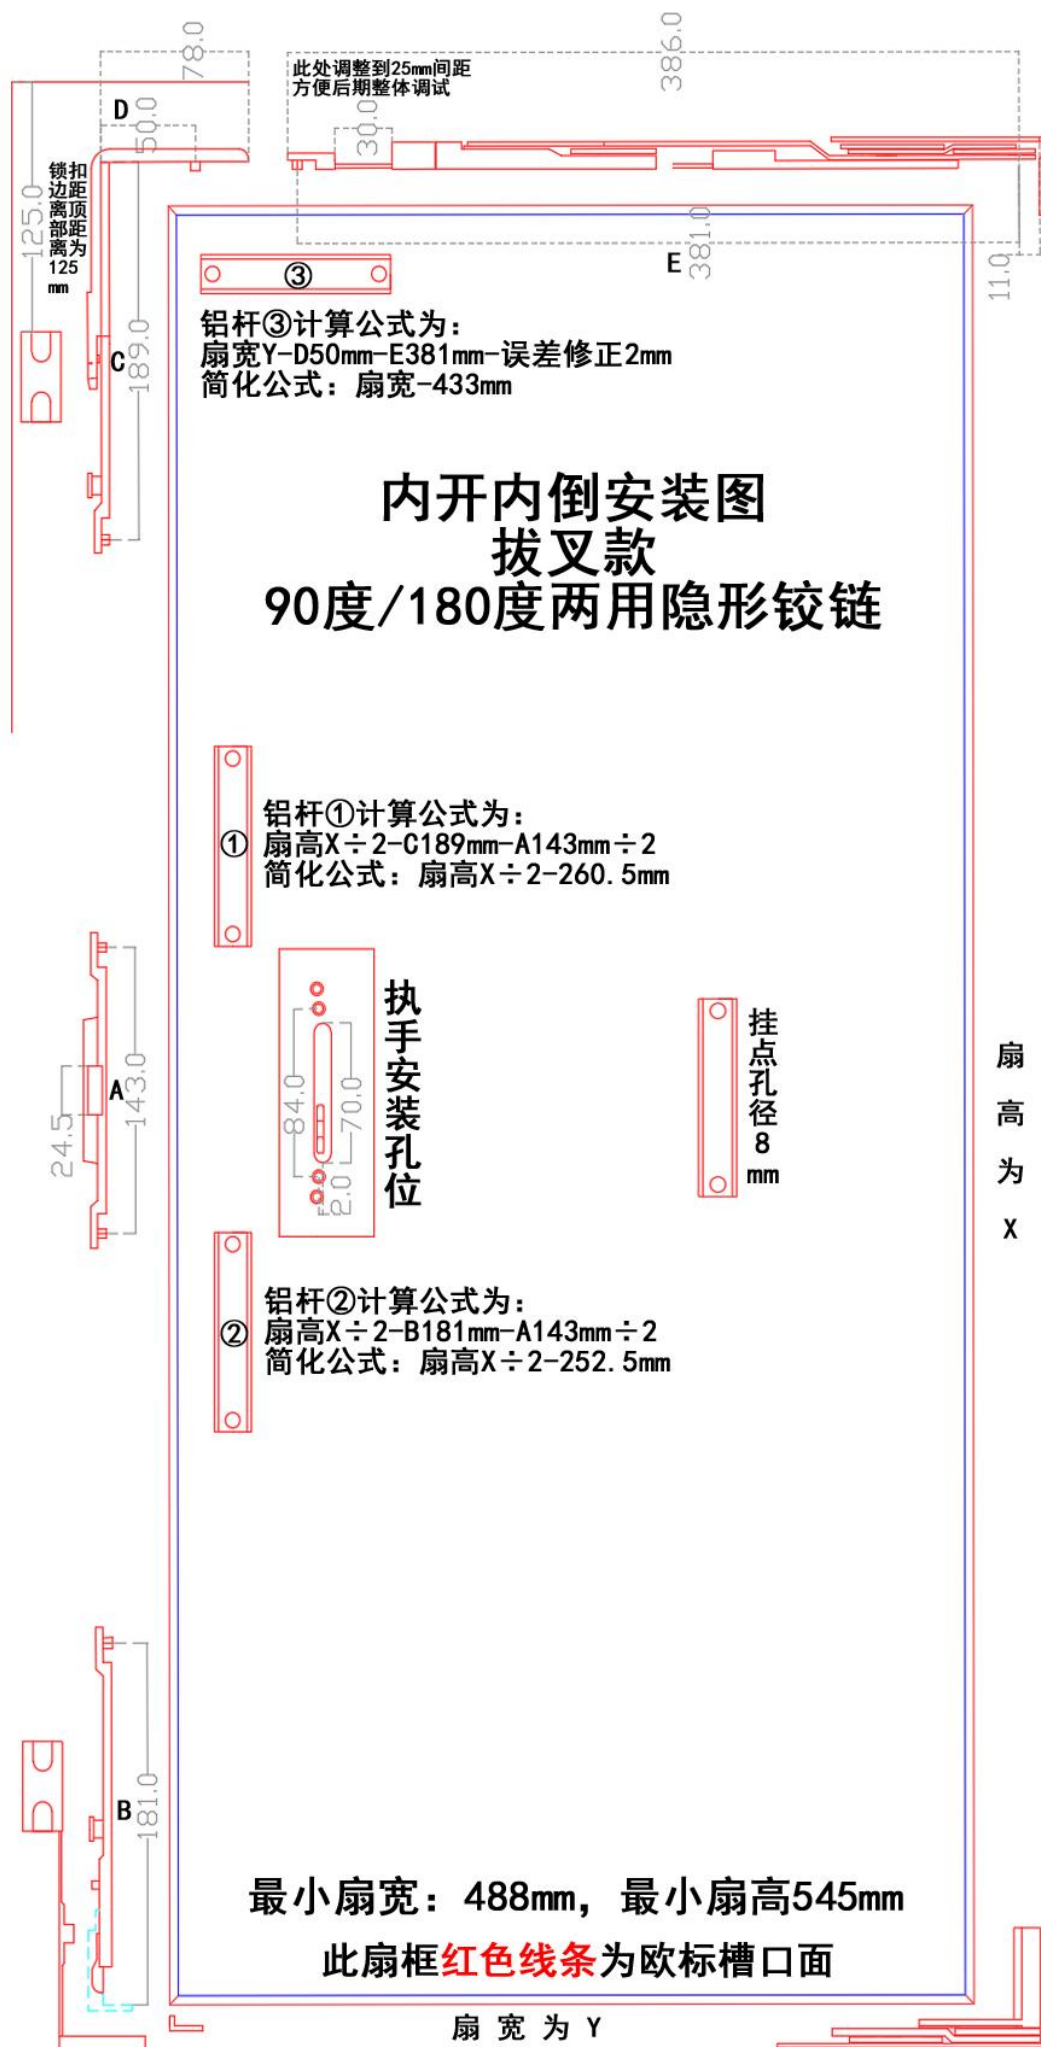 78.0
386.0
此处调整到25mm间距
方便后期整体调试
D
50.0
30.0
125.0
锁扣
边距
离顶
部距
离为
125
mm
381.0
E
11.0
③
铝杆③计算公式为：
扇宽Y-D50mm-E381mm-误差修正2mm
简化公式：扇宽-433mm
C
189.0
内开内倒安装图
拔叉款
90度/180度两用隐形铰链
①
铝杆①计算公式为：
扇高X÷2-C189mm-A143mm÷2
简化公式：扇高X÷2-260.5mm
A
143.0
24.5
84.0
70.0
2.0
执
手
安
装
孔
位
挂
点
孔
径
8
mm
扇
高
为
X
②
铝杆②计算公式为：
扇高X÷2-B181mm-A143mm÷2
简化公式：扇高X÷2-252.5mm
B
181.0
最小扇宽：488mm，最小扇高545mm
此扇框红色线条为欧标槽口面
扇宽为Y